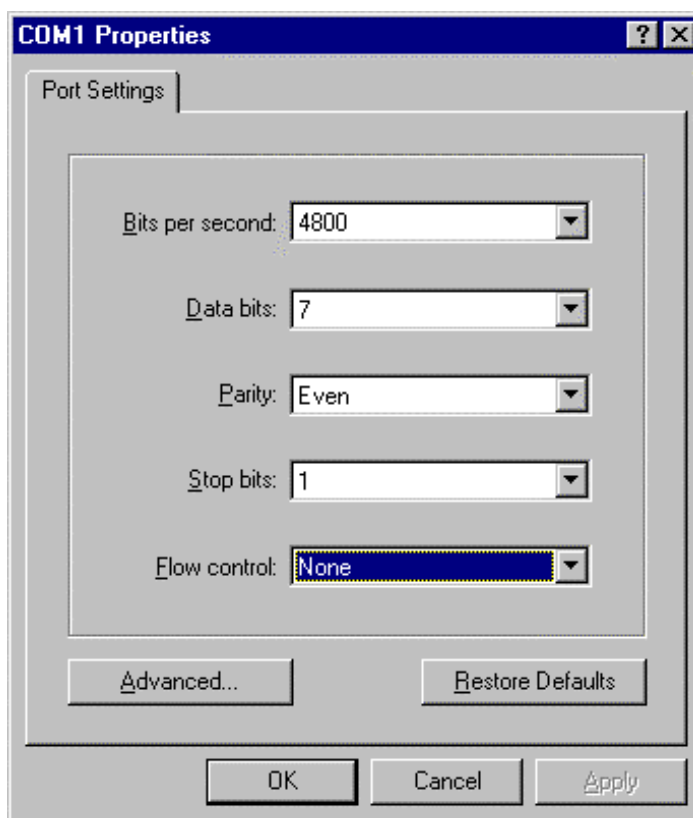 COM1 Properties
Port Settings
Bits per second: 4800
Data bits: 7
Parity: Even
Stop bits: 1
Flow control: None
Advanced... Restore Defaults
OK Cancel Apply